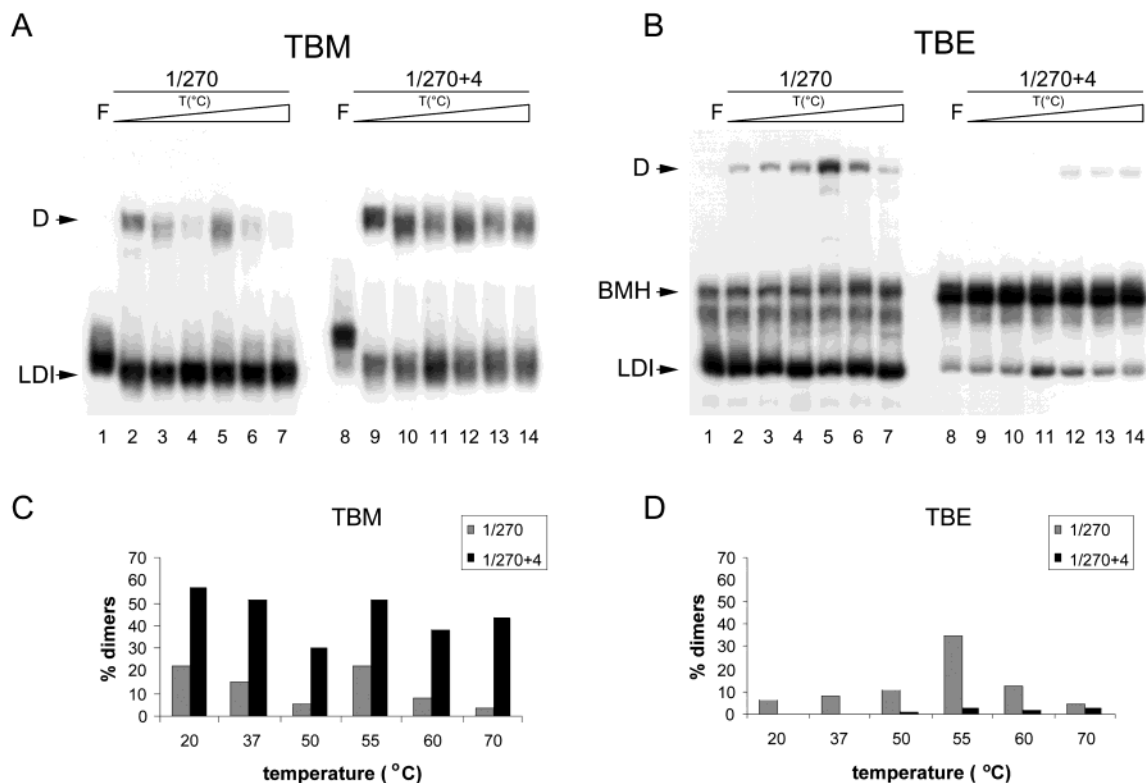 A
TBM
1/270
1/270+4
F
T(°C)
F
T(°C)
D
LDI
1 2 3 4 5 6 7 8 9 10 11 12 13 14
B
TBE
1/270
1/270+4
F
T(°C)
F
T(°C)
D
BMH
LDI
1 2 3 4 5 6 7 8 9 10 11 12 13 14
C
TBM
1/270
1/270+4
% dimers
70
60
50
40
30
20
10
0
20 37 50 55 60 70
temperature ( °C)
D
TBE
1/270
1/270+4
% dimers
70
60
50
40
30
20
10
0
20 37 50 55 60 70
temperature ( °C)